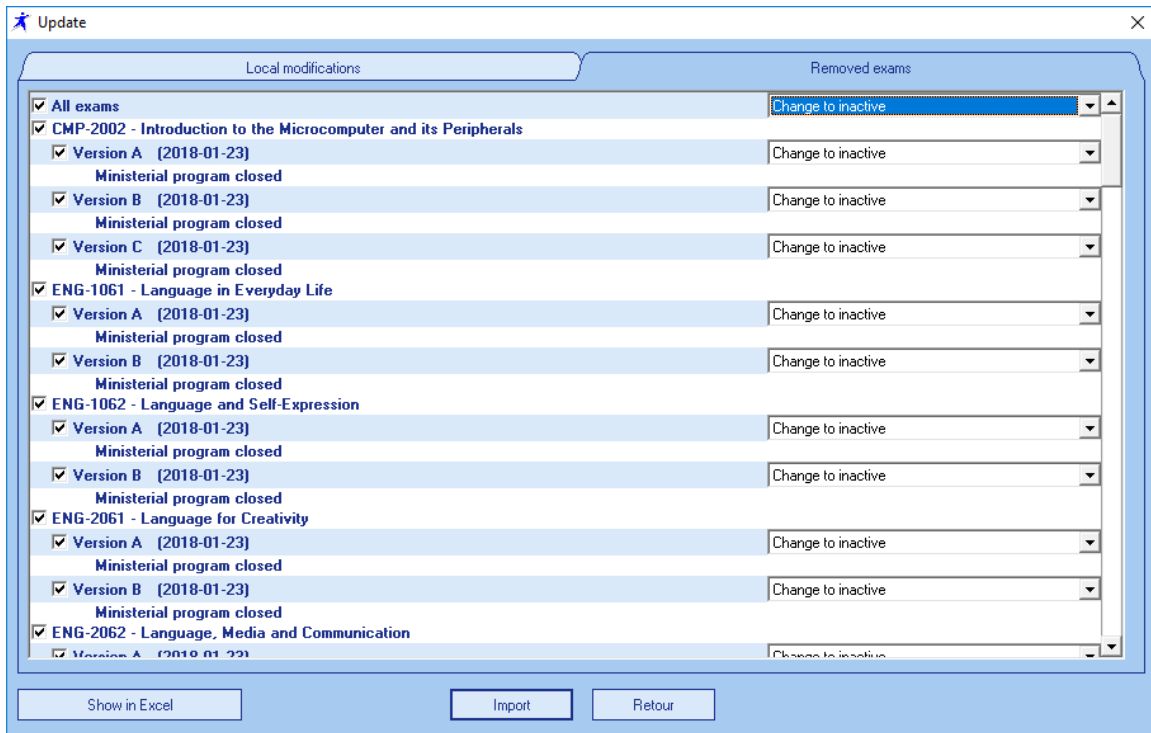 Update
Local modifications Removed exams
All exams Change to inactive
CMP-2002 - Introduction to the Microcomputer and its Peripherals
Version A (2018-01-23) Change to inactive
Ministerial program closed
Version B (2018-01-23) Change to inactive
Ministerial program closed
Version C (2018-01-23) Change to inactive
Ministerial program closed
ENG-1061 - Language in Everyday Life
Version A (2018-01-23) Change to inactive
Ministerial program closed
Version B (2018-01-23) Change to inactive
Ministerial program closed
ENG-1062 - Language and Self-Expression
Version A (2018-01-23) Change to inactive
Ministerial program closed
Version B (2018-01-23) Change to inactive
Ministerial program closed
ENG-2061 - Language for Creativity
Version A (2018-01-23) Change to inactive
Ministerial program closed
Version B (2018-01-23) Change to inactive
Ministerial program closed
ENG-2062 - Language, Media and Communication
Version A (2018-01-23) Change to inactive
Show in Excel Import Retour